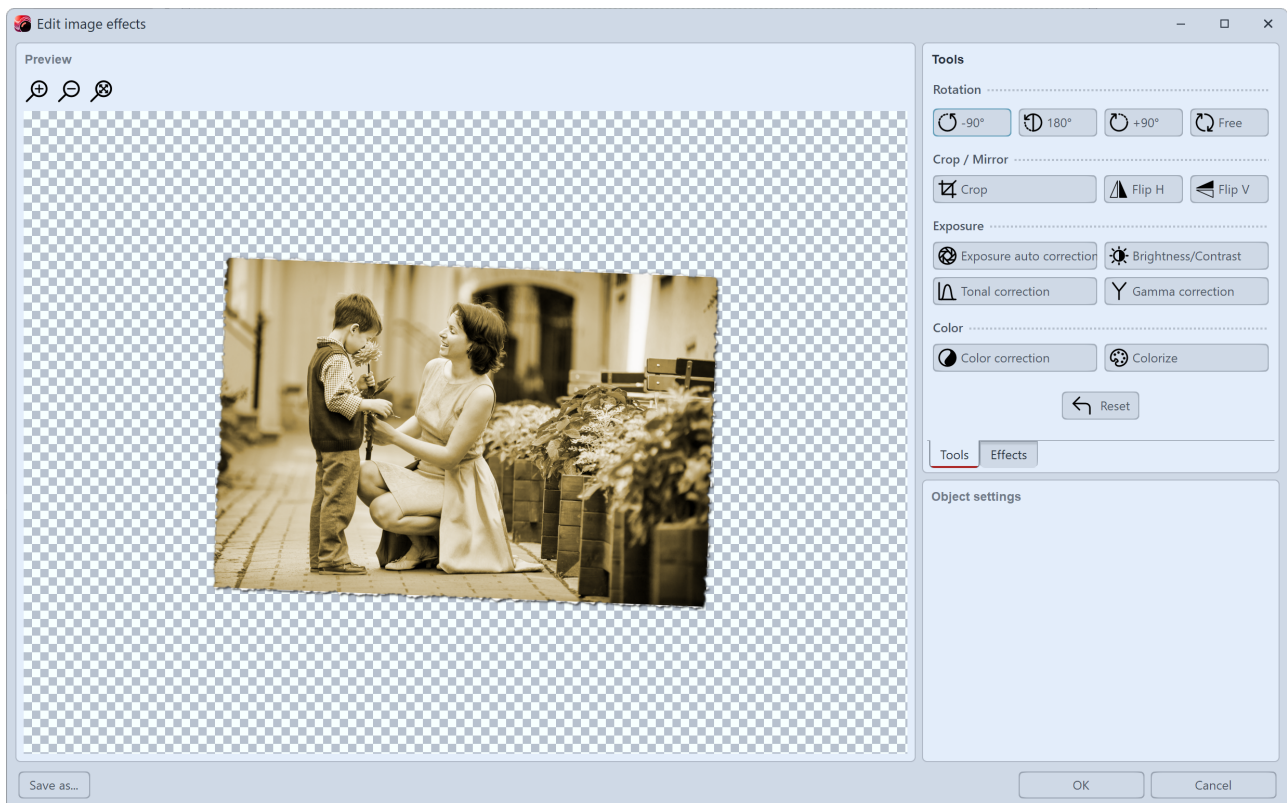 Edit image effects
Preview
Tools
Rotation
-90° 180° +90° Free
Crop / Mirror
Crop Flip H Flip V
Exposure
Exposure auto correction Brightness/Contrast
Tonal correction Gamma correction
Color
Color correction Colorize
Reset
Tools Effects
Object settings
Save as... OK Cancel